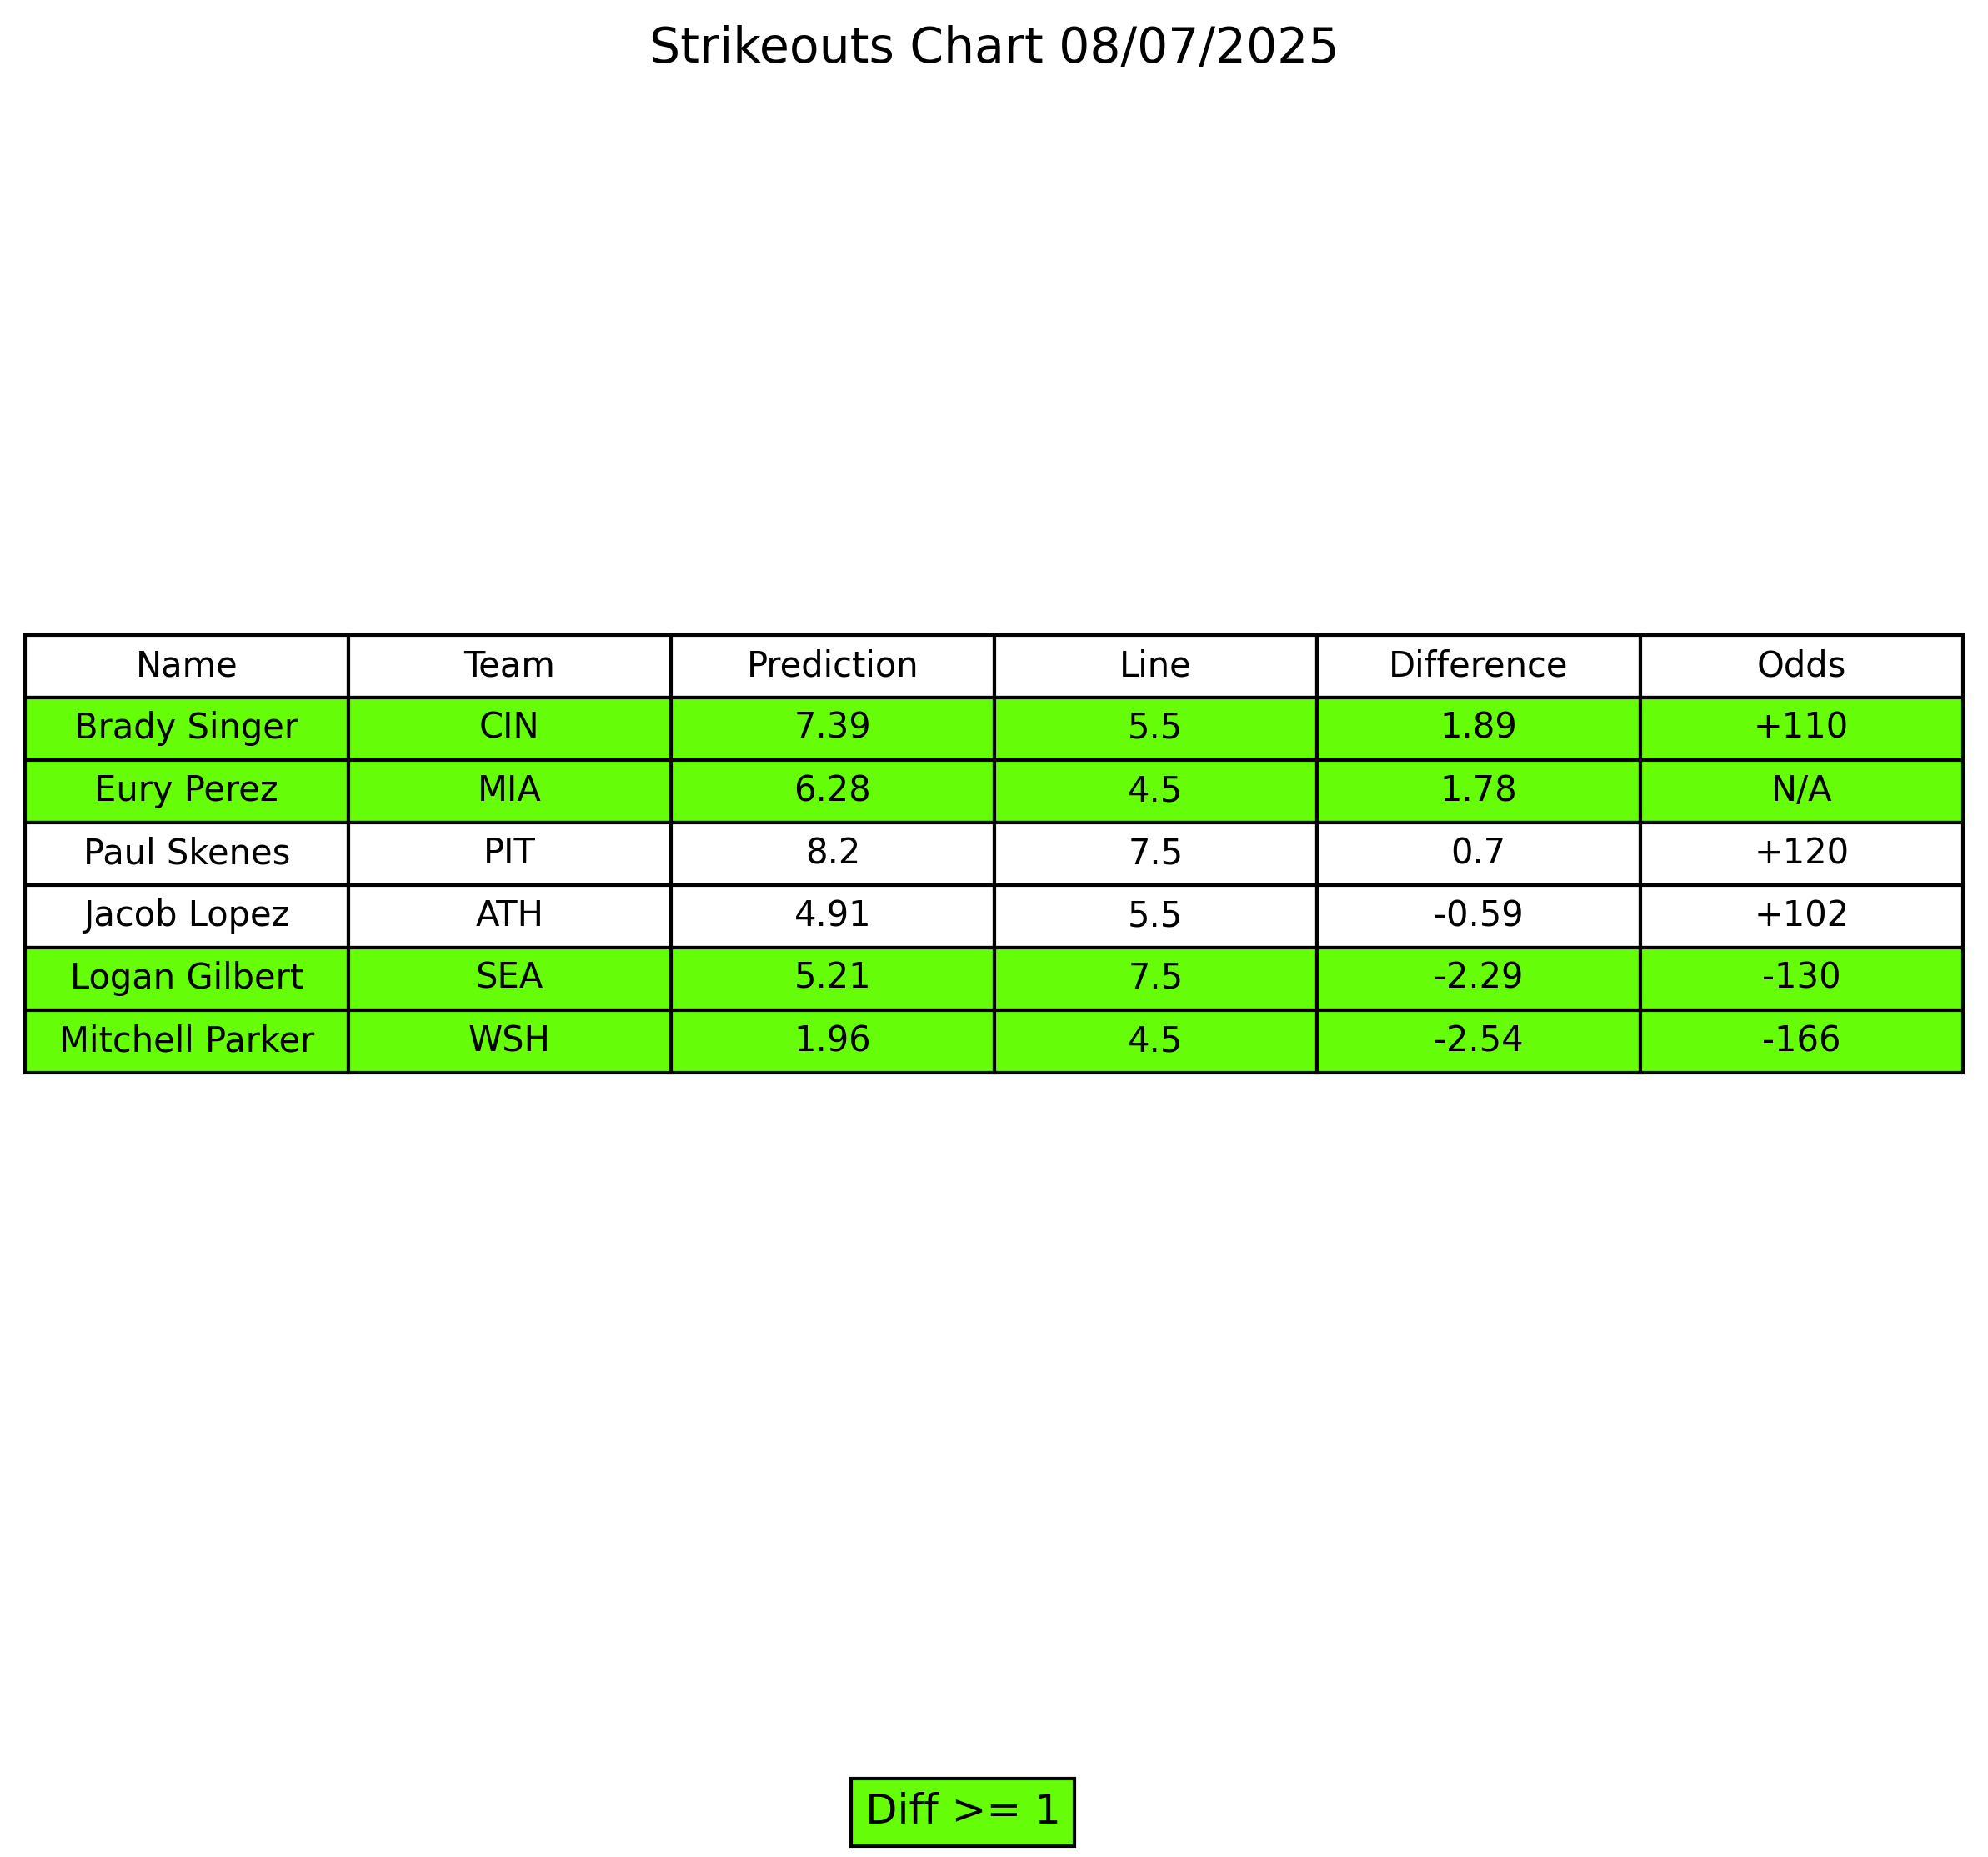 Strikeouts Chart 08/07/2025
Name Team Prediction Line Difference Odds
Brady Singer CIN 7.39 5.5 1.89 +110
Eury Perez MIA 6.28 4.5 1.78 N/A
Paul Skenes PIT 8.2 7.5 0.7 +120
Jacob Lopez ATH 4.91 5.5 -0.59 +102
Logan Gilbert SEA 5.21 7.5 -2.29 -130
Mitchell Parker WSH 1.96 4.5 -2.54 -166
Diff >= 1